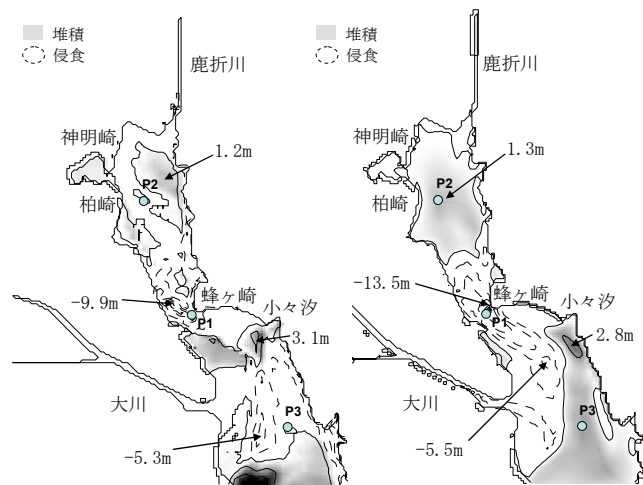 堆積
侵食
鹿折川
神明崎
1.2m
P2
柏崎
-9.9m
蜂ヶ崎
P1
小々汐
3.1m
大川
P3
-5.3m
堆積
侵食
鹿折川
神明崎
P2
1.3m
柏崎
-13.5m
蜂ヶ崎
P1
小々汐
2.8m
大川
P3
-5.5m